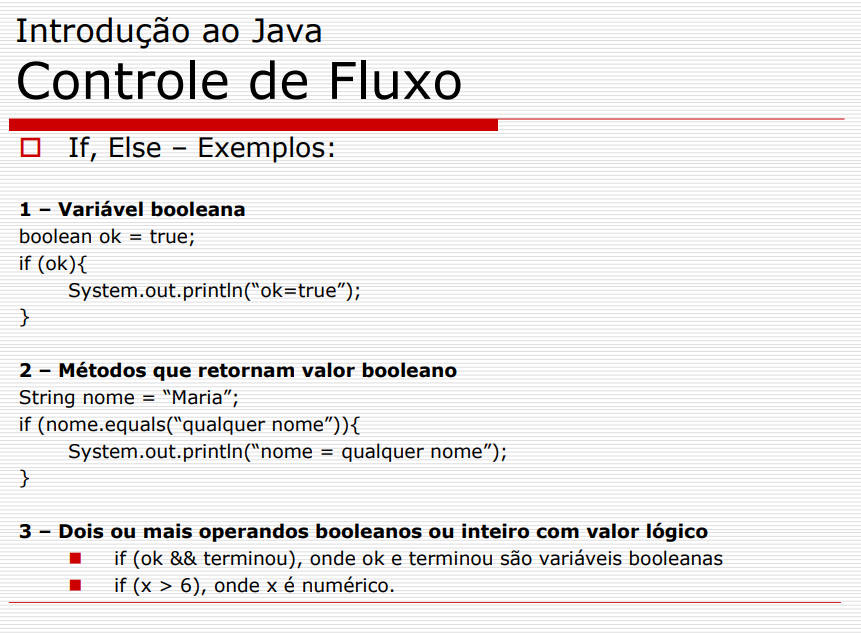 Introdução ao Java
Controle de Fluxo
If, Else – Exemplos:
1 – Variável booleana
boolean ok = true;
if (ok){
System.out.println(“ok=true”);
}
2 – Métodos que retornam valor booleano
String nome = “Maria”;
if (nome.equals(“qualquer nome”)){
System.out.println(“nome = qualquer nome”);
}
3 – Dois ou mais operandos booleanos ou inteiro com valor lógico
if (ok && terminou), onde ok e terminou são variáveis booleanas
if (x > 6), onde x é numérico.